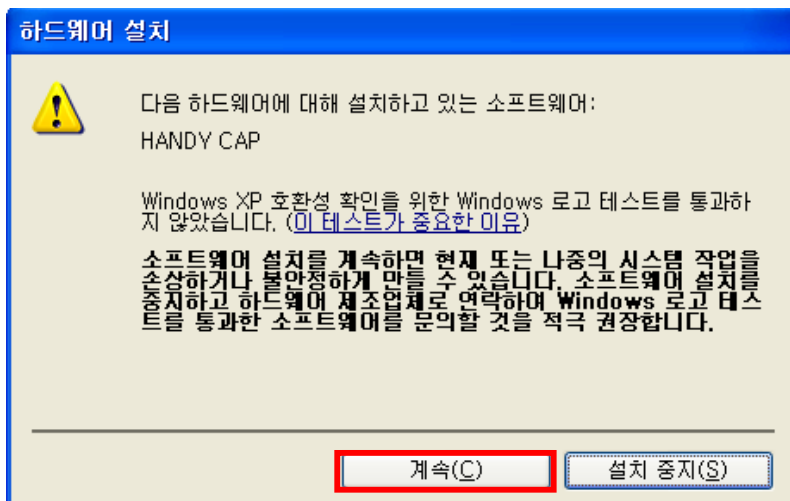 하드웨어 설치
다음 하드웨어에 대해 설치하고 있는 소프트웨어:
HANDY CAP
Windows XP 호환성 확인을 위한 Windows 로고 테스트를 통과하
지 않았습니다. (이 테스트가 중요한 이유)
소프트웨어 설치를 계속하면 현재 또는 나중의 시스템 작업을
손상하거나 불안정하게 만들 수 있습니다. 소프트웨어 설치를
중지하고 하드웨어 제조업체로 연락하여 Windows 로고 테스
트를 통과한 소프트웨어를 문의할 것을 적극 권장합니다.
계속(C) 설치 중지(S)